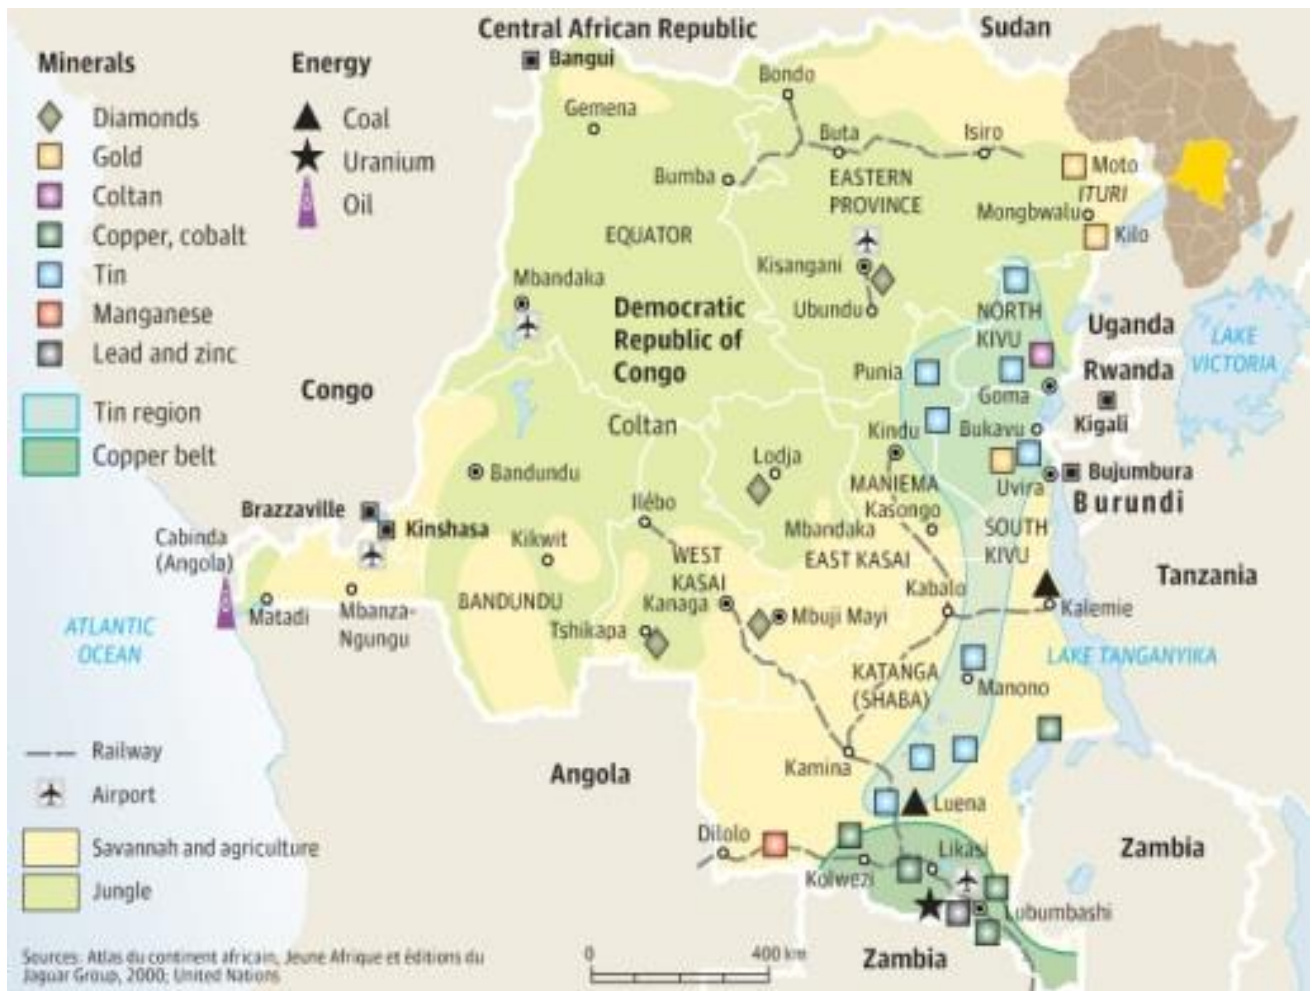 Central African Republic
Sudan
Minerals
Energy
Bangui
Diamonds
Gold
Coltan
Copper, cobalt
Tin
Manganese
Lead and zinc
Coal
Uranium
Oil
Tin region
Copper belt
Bondo
Gemena
Buta
Isiro
Bumba
Moto
ITURI
EASTERN
PROVINCE
Mongbwalu
Kilo
EQUATOR
Kisangani
Mbandaka
Ubundu
NORTH
KIVU
Democratic
Republic of
Congo
Uganda
LAKE
VICTORIA
Punia
Rwanda
Goma
Kigali
Congo
Coltan
Kindu
Bukavu
Bandundu
Lodja
Bujumbura
MANIEMA
Uvira
Burundi
Brazzaville
Ilébo
Kasongo
Kinshasa
Mbandaka
SOUTH
KIVU
Cabinda
(Angola)
Kikwit
WEST
KASAI
EAST KASAI
Tanzania
Kabalo
Kalemie
Matadi
Mbanza-
Ngungu
BANDUNDU
Kanaga
Mbuji Mayi
Tshikapa
ATLANTIC
OCEAN
LAKE TANGANYIKA
KATANGA
(SHABA)
Manono
Railway
Airport
Angola
Kamina
Luena
Savannah and agriculture
Jungle
Dilolo
Likasi
Zambia
Kolwezi
Lubumbashi
Zambia
0 400 km
Sources: Atlas du continent africain, Jeune Afrique et éditions du
Jaguar Group, 2000; United Nations